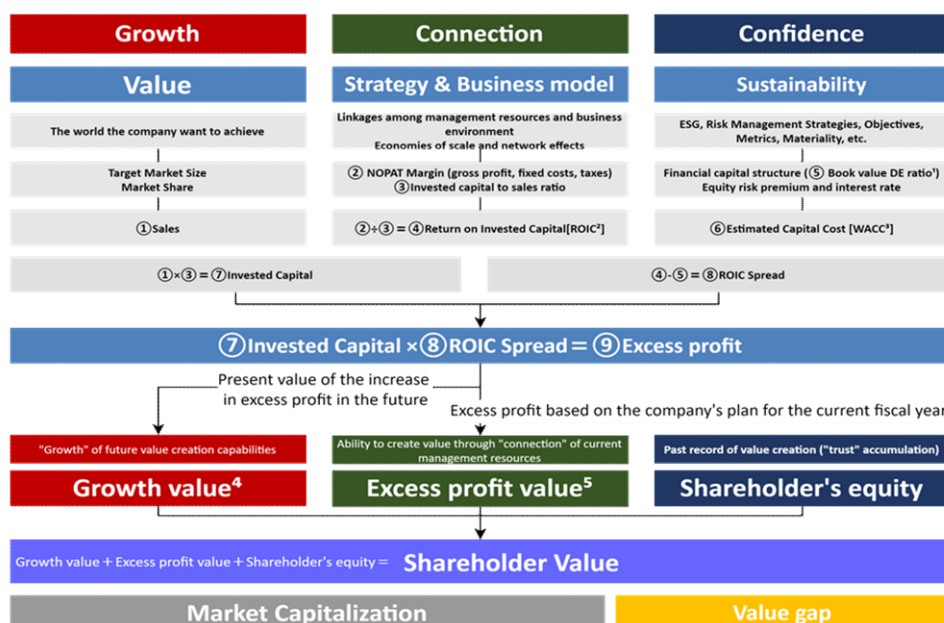 Growth
Connection
Confidence
Value
Strategy & Business model
Sustainability
The world the company want to achieve
Linkages among management resources and business
environment
Economies of scale and network effects
ESG, Risk Management Strategies, Objectives,
Metrics, Materiality, etc.
Target Market Size
Market Share
② NOPAT Margin (gross profit, fixed costs, taxes)
③Invested capital to sales ratio
Financial capital structure (⑤ Book value DE ratio¹)
Equity risk premium and interest rate
①Sales
②÷③=④Return on Invested Capital[ROIC²]
⑥Estimated Capital Cost [WACC³]
①×③=⑦Invested Capital
④-⑤=⑧ROIC Spread
⑦Invested Capital ×⑧ROIC Spread=⑨Excess profit
Present value of the increase
in excess profit in the future
Excess profit based on the company's plan for the current fiscal year
"Growth" of future value creation capabilities
Ability to create value through "connection" of current
management resources
Past record of value creation ("trust" accumulation)
Growth value⁴
Excess profit value⁵
Shareholder's equity
Growth value+Excess profit value+Shareholder's equity= Shareholder Value
Market Capitalization
Value gap